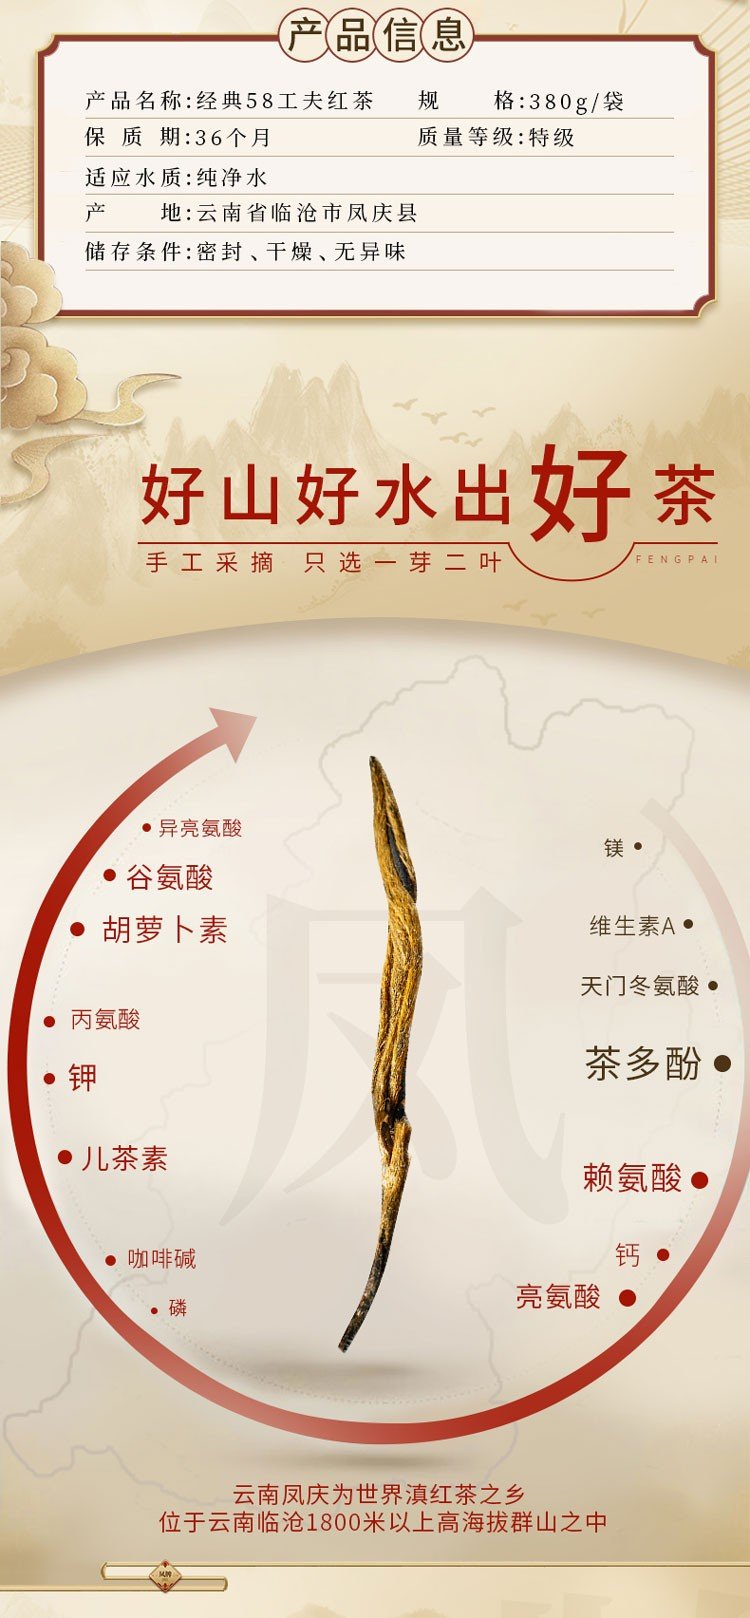 产品信息
产品名称:经典58工夫红茶 规 格:380g/袋
保 质 期:36个月 质量等级:特级
适应水质:纯净水
产 地:云南省临沧市凤庆县
储存条件:密封、干燥、无异味
好山好水出好茶
手工采摘 只选一芽二叶 FENGPAI
异亮氨酸
谷氨酸
胡萝卜素
丙氨酸
钾
儿茶素
咖啡碱
磷
凤
镁
维生素A
天门冬氨酸
茶多酚
赖氨酸
钙
亮氨酸
云南凤庆为世界滇红茶之乡
位于云南临沧1800米以上高海拔群山之中